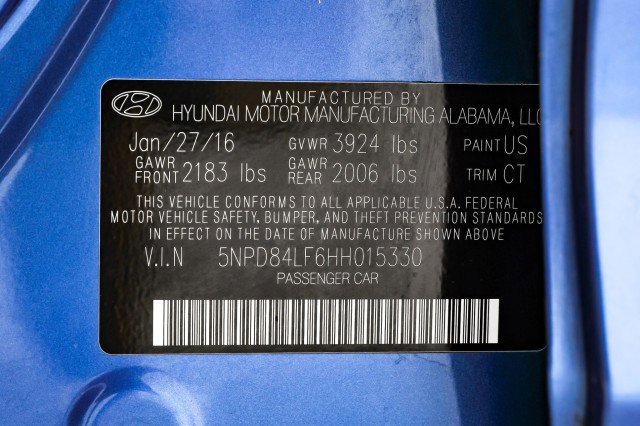 MANUFACTURED BY
HYUNDAI MOTOR MANUFACTURING ALABAMA, LLC
Jan/27/16 GVWR 3924 lbs PAINT US
GAWR FRONT 2183 lbs GAWR REAR 2006 lbs TRIM CT
THIS VEHICLE CONFORMS TO ALL APPLICABLE U.S.A. FEDERAL
MOTOR VEHICLE SAFETY, BUMPER, AND THEFT PREVENTION STANDARDS
IN EFFECT ON THE DATE OF MANUFACTURE SHOWN ABOVE
V.I.N 5NPD84LF6HH015330
PASSENGER CAR